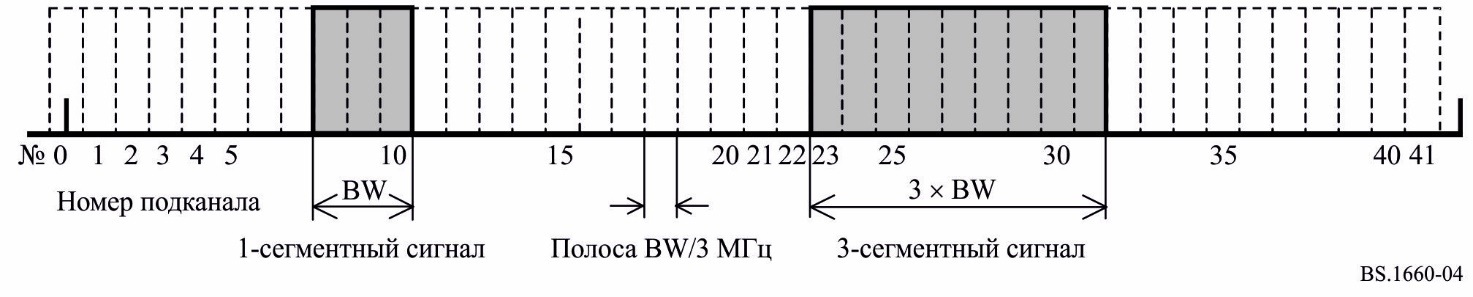 № 0 1 2 3 4 5 10 15 20 21 22 23 25 30 35 40 41
Номер подканала
BW
3 × BW
1-сегментный сигнал
Полоса BW/3 МГц
3-сегментный сигнал
BS.1660-04